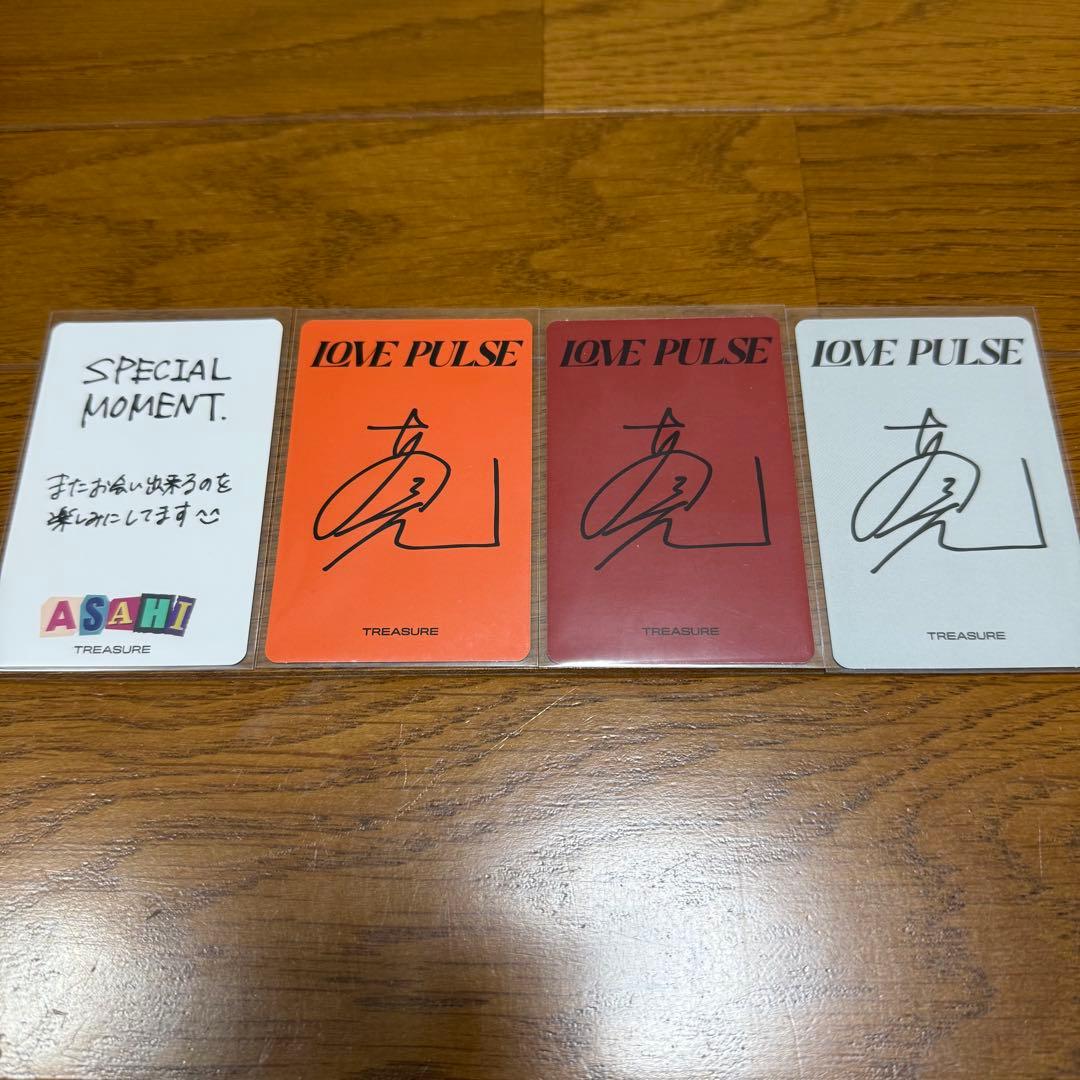 SPECIAL
MOMENT.
またお会い出来るのを
楽しみにしてます
ASAHI
TREASURE
LOVE PULSE
TREASURE
LOVE PULSE
TREASURE
LOVE PULSE
TREASURE